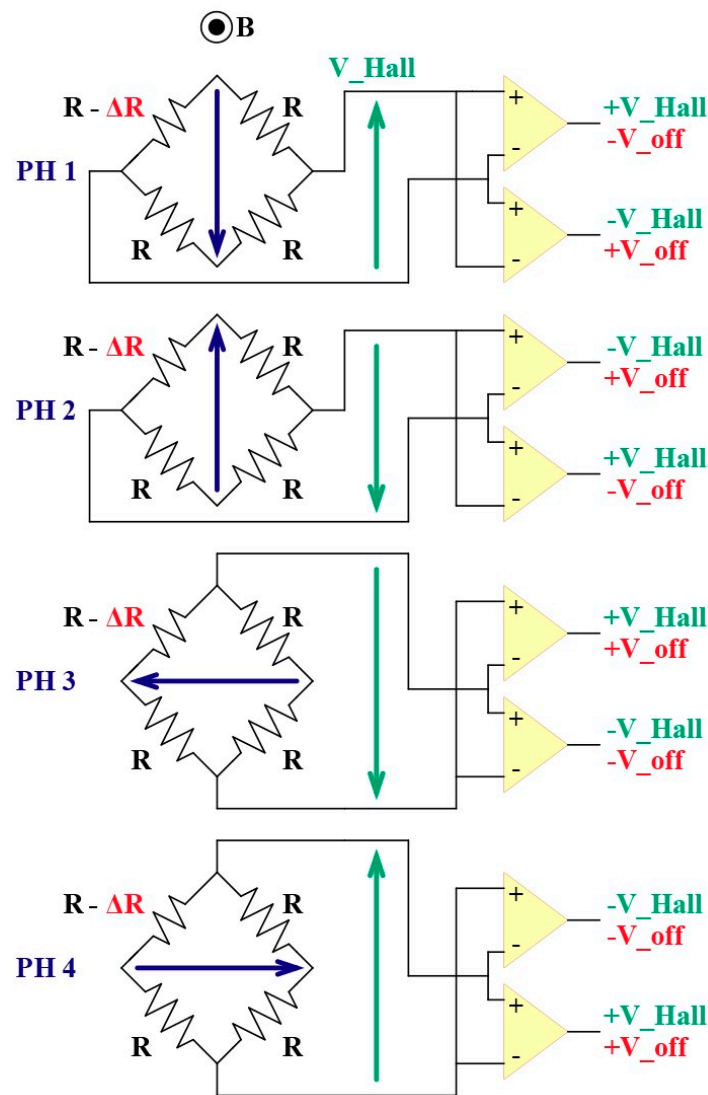 B
V_Hall
R - ΔR
R
+
+V_Hall
-V_off
PH 1
-
+
R
R
-
-V_Hall
+V_off
R - ΔR
R
+
-V_Hall
+V_off
PH 2
-
+
R
R
-
+V_Hall
-V_off
R - ΔR
R
+
+V_Hall
+V_off
PH 3
-
+
R
R
-
-V_Hall
-V_off
R - ΔR
R
+
-V_Hall
-V_off
PH 4
-
+
R
R
-
+V_Hall
+V_off